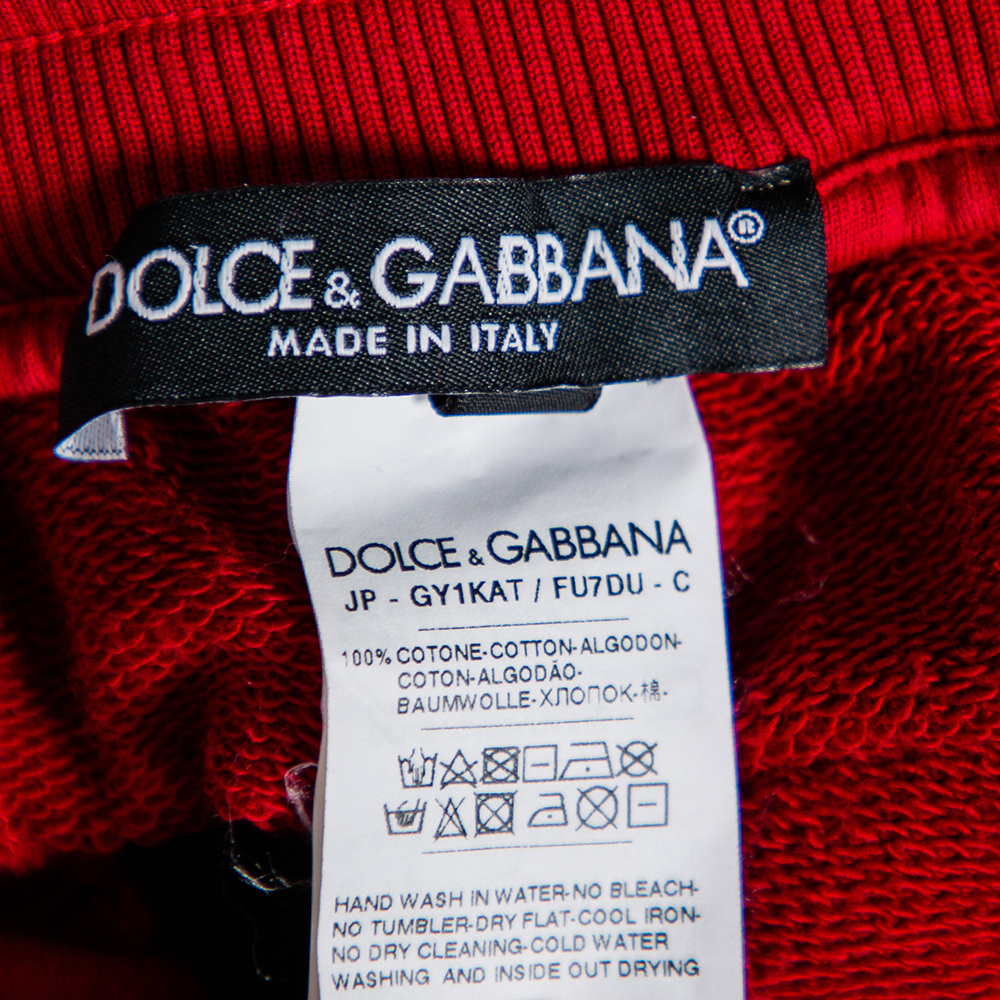 DOLCE & GABBANA®
MADE IN ITALY
DOLCE & GABBANA
JP - GY1KAT / FU7DU - C
100% COTONE-COTTON-ALGODON-
COTON-ALGODÃO-
BAUMWOLLE-ХЛОПОК-棉-
HAND WASH IN WATER-NO BLEACH-
NO TUMBLER-DRY FLAT-COOL IRON-
NO DRY CLEANING-COLD WATER
WASHING AND INSIDE OUT DRYING